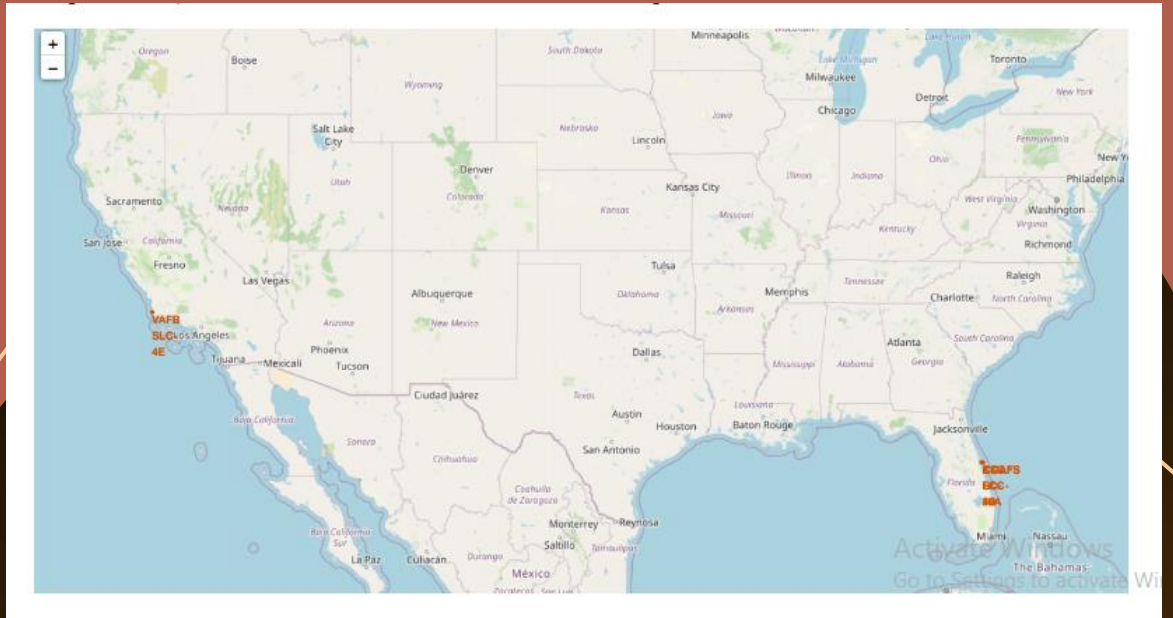 +
−
Minneapolis
Oregon
Boise
South Dakota
Toronto
Lake Michigan
Wyoming
Milwaukee
Detroit
New York
Chicago
Salt Lake
City
Nebraska
Iowa
Lincoln
Pennsylvania
New Y
Denver
Ohio
Utah
Illinois
Indiana
Philadelphia
Sacramento
Nevada
Colorado
Kansas City
Kansas
Missouri
West Virginia
Washington
Virginia
San Jose
California
Kentucky
Richmond
Fresno
Las Vegas
Tulsa
Raleigh
Albuquerque
Oklahoma
Memphis
Tennessee
Charlotte
North Carolina
VAFB
SLC-
4E
Los Angeles
Arizona
New Mexico
Arkansas
Phoenix
Tucson
Dallas
Atlanta
South Carolina
Tijuana
Mexicali
Mississippi
Alabama
Georgia
Ciudad Juárez
Texas
Baja California
Austin
Houston
Louisiana
Baton Rouge
Jacksonville
Sonora
Chihuahua
San Antonio
Florida
Coahuila
de Zaragoza
Baja California
Sur
Monterrey
Reynosa
Miami
Nassau
La Paz
Culiacán
Durango
Saltillo
Tamaulipas
The Bahamas
México
Activate Windows
Go to Settings to activate Wi